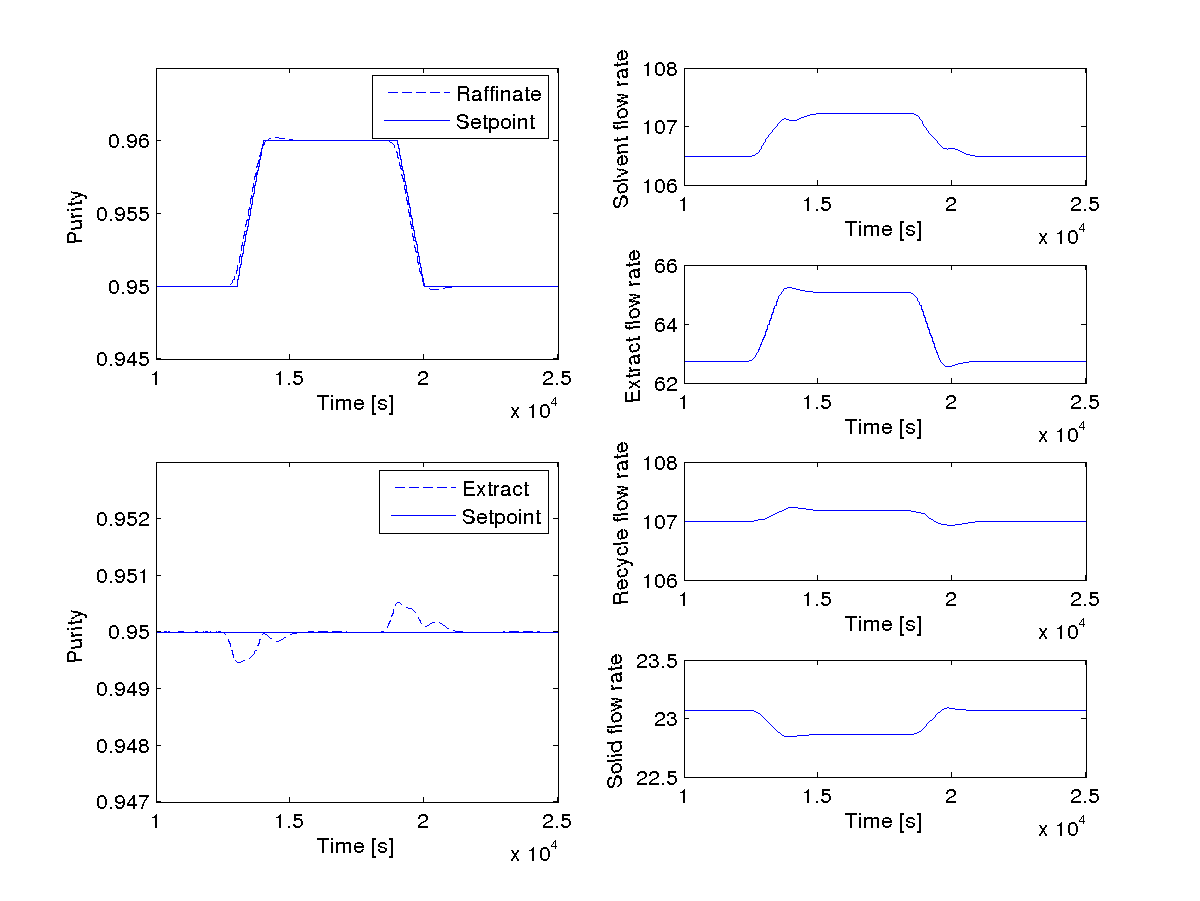 Raffinate
Setpoint
0.96
0.955
0.95
0.945
Purity
1
1.5
2
2.5
Time [s]
x 10^4
Extract
Setpoint
0.952
0.951
0.95
0.949
0.948
0.947
Purity
1
1.5
2
2.5
Time [s]
x 10^4
Solvent flow rate
108
107
106
1
1.5
2
2.5
Time [s]
x 10^4
Extract flow rate
66
64
62
1
1.5
2
2.5
Time [s]
x 10^4
Recycle flow rate
108
107
106
1
1.5
2
2.5
Time [s]
x 10^4
Solid flow rate
23.5
23
22.5
1
1.5
2
2.5
Time [s]
x 10^4